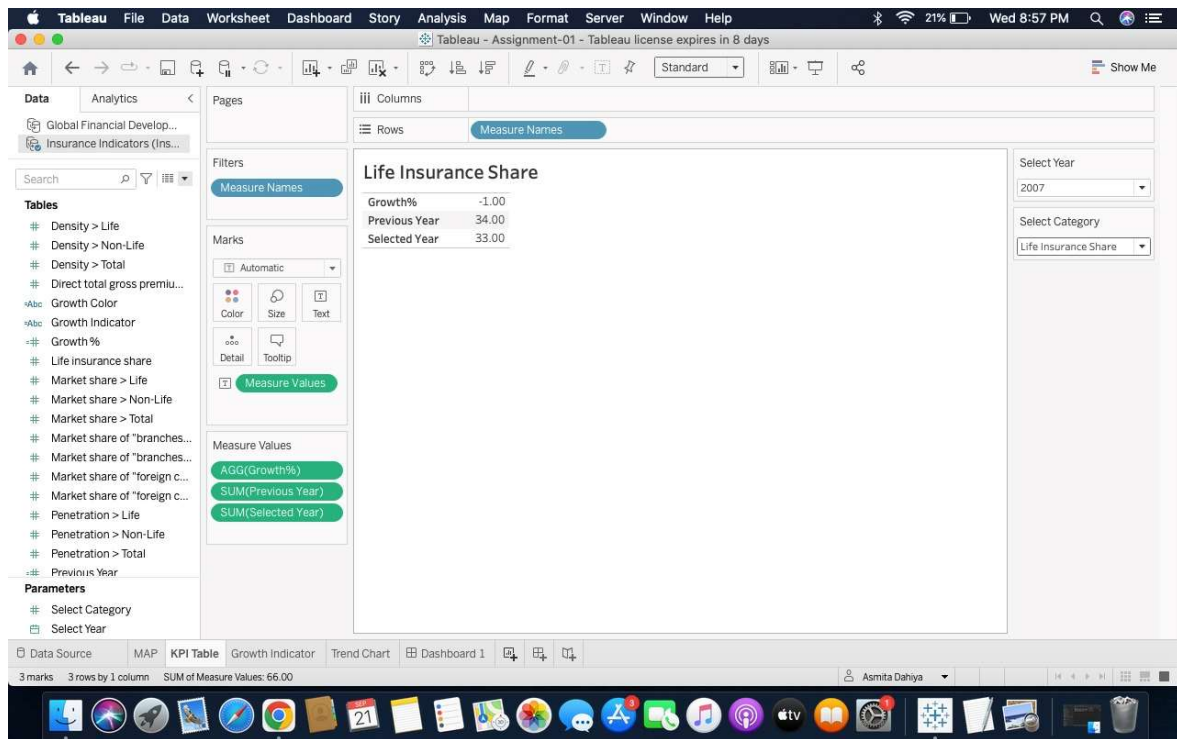 Tableau File Data Worksheet Dashboard Story Analysis Map Format Server Window Help 21% Wed 8:57 PM
Tableau - Assignment-01 - Tableau license expires in 8 days
Standard Show Me
Data Analytics
Global Financial Develop...
Insurance Indicators (Ins...
Search
Tables
# Density > Life
# Density > Non-Life
# Density > Total
# Direct total gross premiu...
=Abc Growth Color
=Abc Growth Indicator
=# Growth %
# Life insurance share
# Market share > Life
# Market share > Non-Life
# Market share > Total
# Market share of "branches...
# Market share of "branches...
# Market share of "foreign c...
# Market share of "foreign c...
# Penetration > Life
# Penetration > Non-Life
# Penetration > Total
=# Previous Year
Parameters
# Select Category
Select Year
Pages
Filters
Measure Names
Marks
Automatic
Color Size Text
Detail Tooltip
Measure Values
Measure Values
AGG(Growth%)
SUM(Previous Year)
SUM(Selected Year)
Columns
Rows Measure Names
Life Insurance Share
Growth% -1.00
Previous Year 34.00
Selected Year 33.00
Select Year
2007
Select Category
Life Insurance Share
Data Source MAP KPI Table Growth Indicator Trend Chart Dashboard 1
3 marks 3 rows by 1 column SUM of Measure Values: 66.00 Asmita Dahiya
SEP
21
3
tv